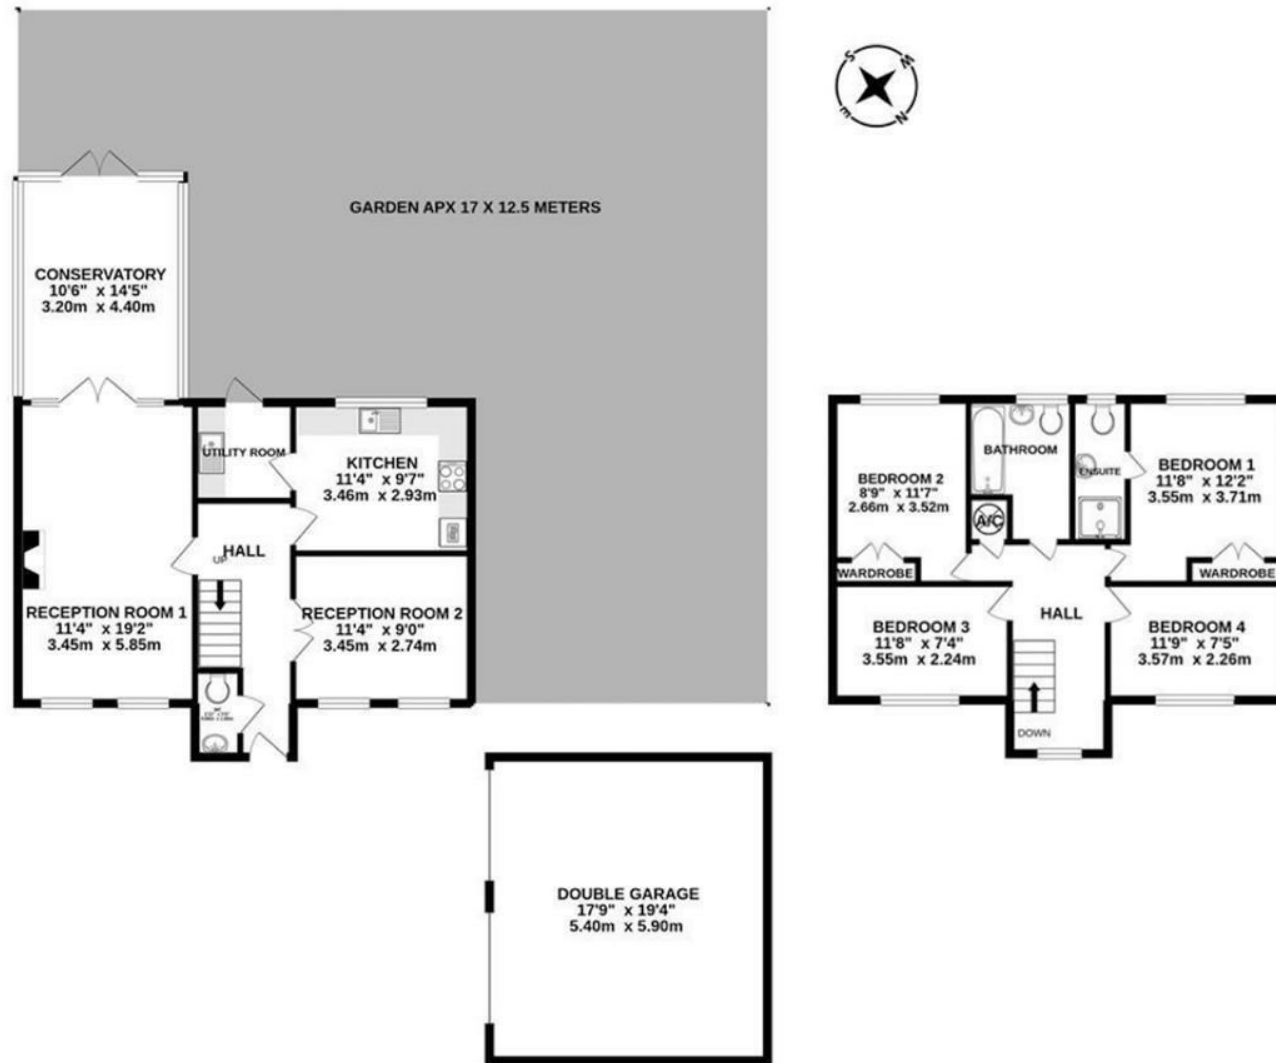 S
W
E
N
GARDEN APX 17 X 12.5 METERS
CONSERVATORY
10'6" x 14'5"
3.20m x 4.40m
UTILITY ROOM
KITCHEN
11'4" x 9'7"
3.46m x 2.93m
HALL
UP
RECEPTION ROOM 1
11'4" x 19'2"
3.45m x 5.85m
RECEPTION ROOM 2
11'4" x 9'0"
3.45m x 2.74m
DOUBLE GARAGE
17'9" x 19'4"
5.40m x 5.90m
BEDROOM 2
8'9" x 11'7"
2.66m x 3.52m
BATHROOM
ENSUITE
BEDROOM 1
11'8" x 12'2"
3.55m x 3.71m
A/C
WARDROBE
WARDROBE
BEDROOM 3
11'8" x 7'4"
3.55m x 2.24m
HALL
BEDROOM 4
11'9" x 7'5"
3.57m x 2.26m
DOWN